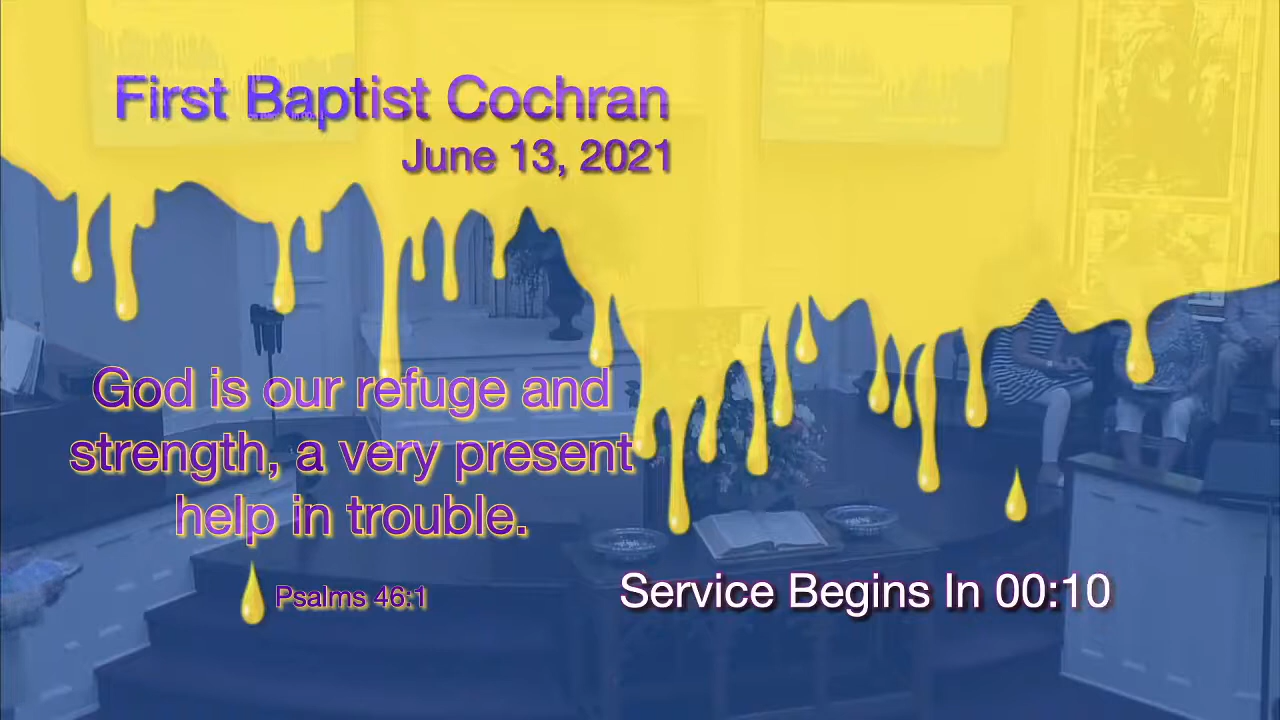 First Baptist Cochran
June 13, 2021
God is our refuge and
strength, a very present
help in trouble.
Psalms 46:1
Service Begins In 00:10